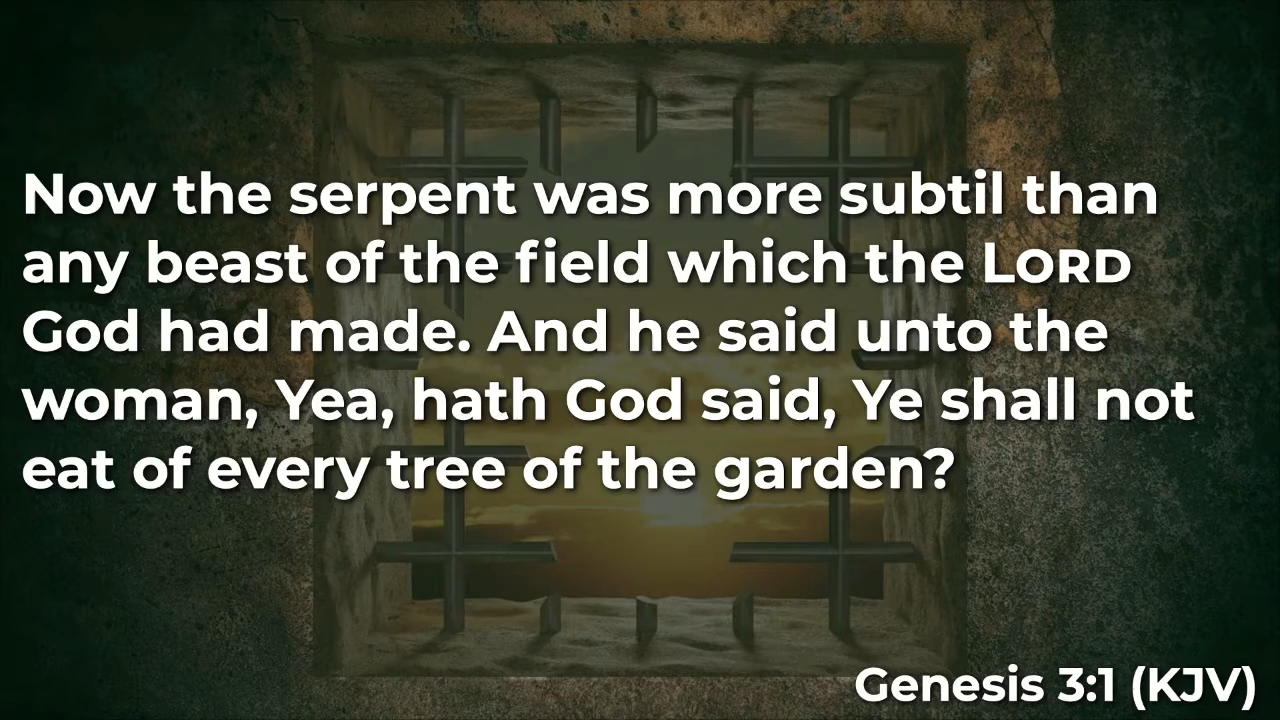 Now the serpent was more subtil than
any beast of the field which the LORD
God had made. And he said unto the
woman, Yea, hath God said, Ye shall not
eat of every tree of the garden?
Genesis 3:1 (KJV)